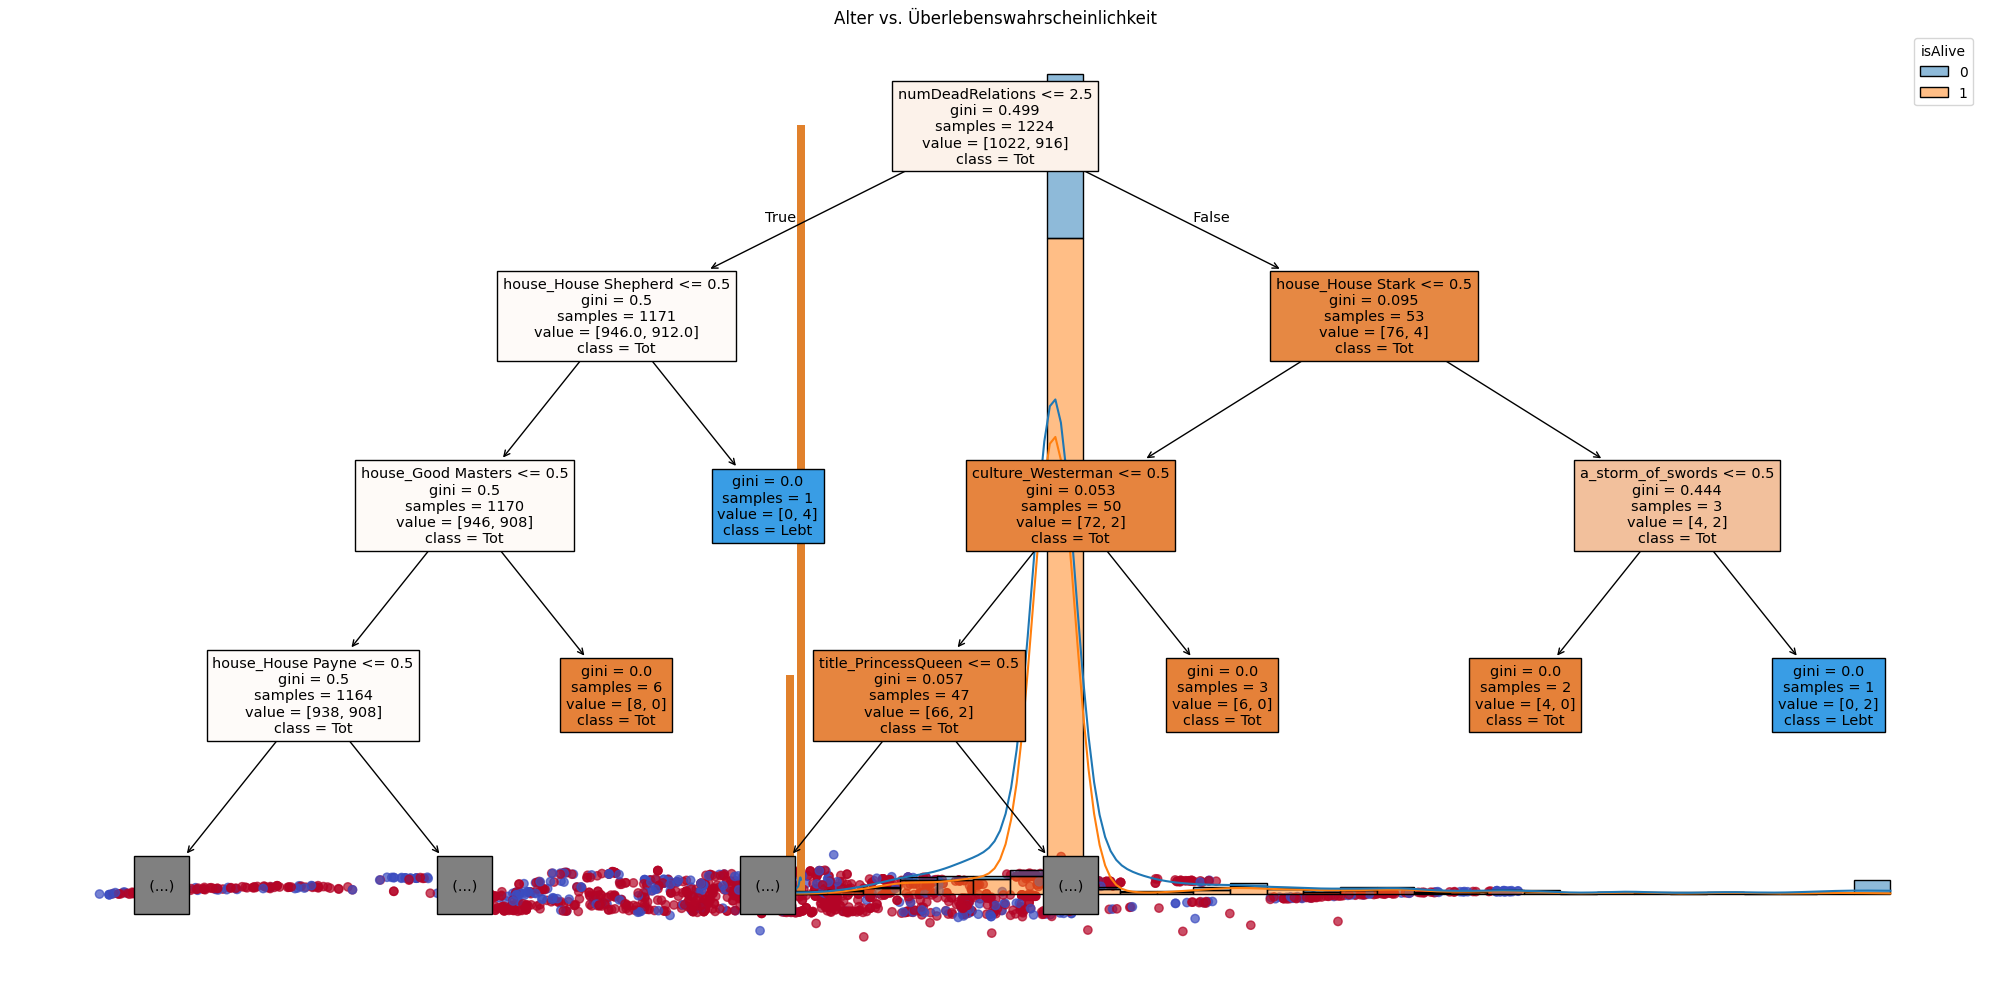 Alter vs. Überlebenswahrscheinlichkeit
isAlive
0
1
numDeadRelations <= 2.5
gini = 0.499
samples = 1224
value = [1022, 916]
class = Tot
True
False
house_House Shepherd <= 0.5
gini = 0.5
samples = 1171
value = [946.0, 912.0]
class = Tot
house_House Stark <= 0.5
gini = 0.095
samples = 53
value = [76, 4]
class = Tot
house_Good Masters <= 0.5
gini = 0.5
samples = 1170
value = [946, 908]
class = Tot
gini = 0.0
samples = 1
value = [0, 4]
class = Lebt
culture_Westerman <= 0.5
gini = 0.053
samples = 50
value = [72, 2]
class = Tot
a_storm_of_swords <= 0.5
gini = 0.444
samples = 3
value = [4, 2]
class = Tot
house_House Payne <= 0.5
gini = 0.5
samples = 1164
value = [938, 908]
class = Tot
gini = 0.0
samples = 6
value = [8, 0]
class = Tot
title_PrincessQueen <= 0.5
gini = 0.057
samples = 47
value = [66, 2]
class = Tot
gini = 0.0
samples = 3
value = [6, 0]
class = Tot
gini = 0.0
samples = 2
value = [4, 0]
class = Tot
gini = 0.0
samples = 1
value = [0, 2]
class = Lebt
(...)
(...)
(...)
(...)